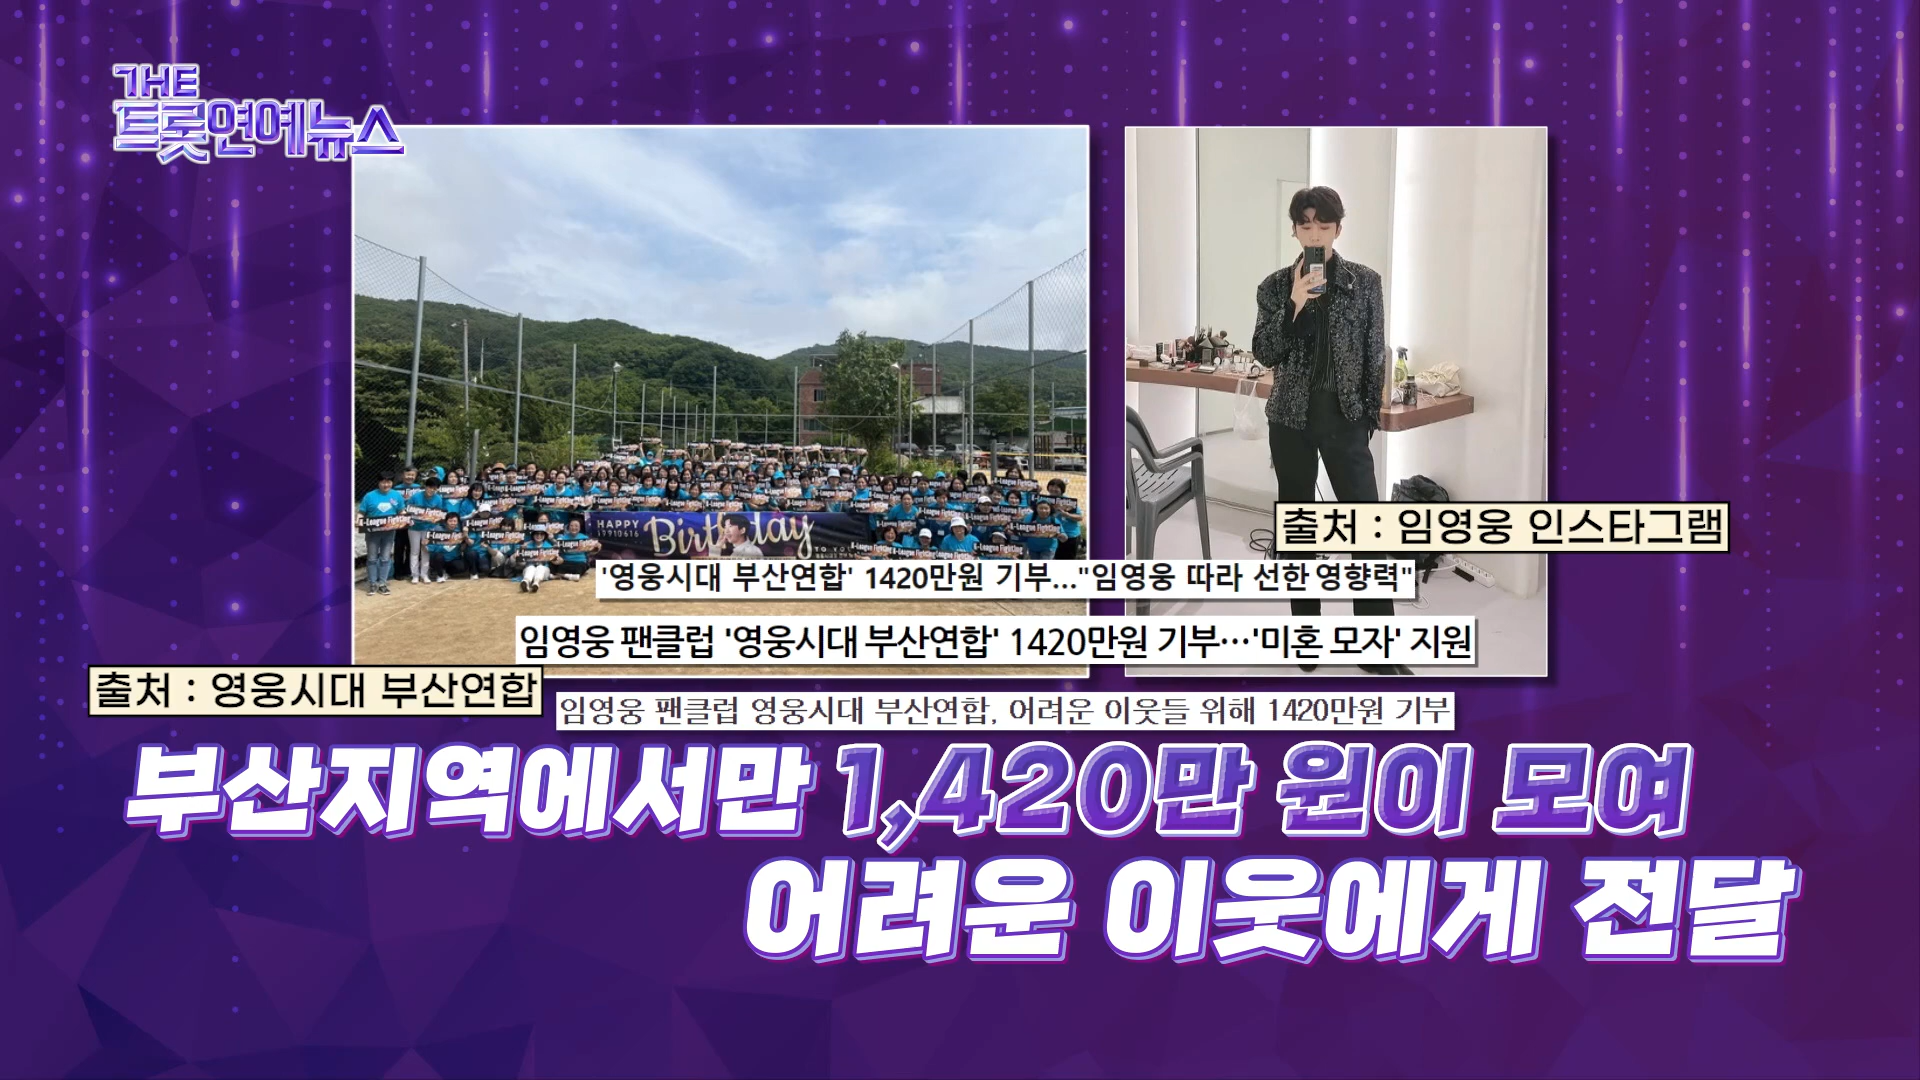 THE
트롯연예뉴스
HAPPY
19910616
Birthday
K-League Fighting
출처 : 임영웅 인스타그램
'영웅시대 부산연합' 1420만원 기부..."임영웅 따라 선한 영향력"
임영웅 팬클럽 '영웅시대 부산연합' 1420만원 기부…'미혼 모자' 지원
출처 : 영웅시대 부산연합
임영웅 팬클럽 영웅시대 부산연합, 어려운 이웃들 위해 1420만원 기부
부산지역에서만 1,420만 원이 모여
어려운 이웃에게 전달